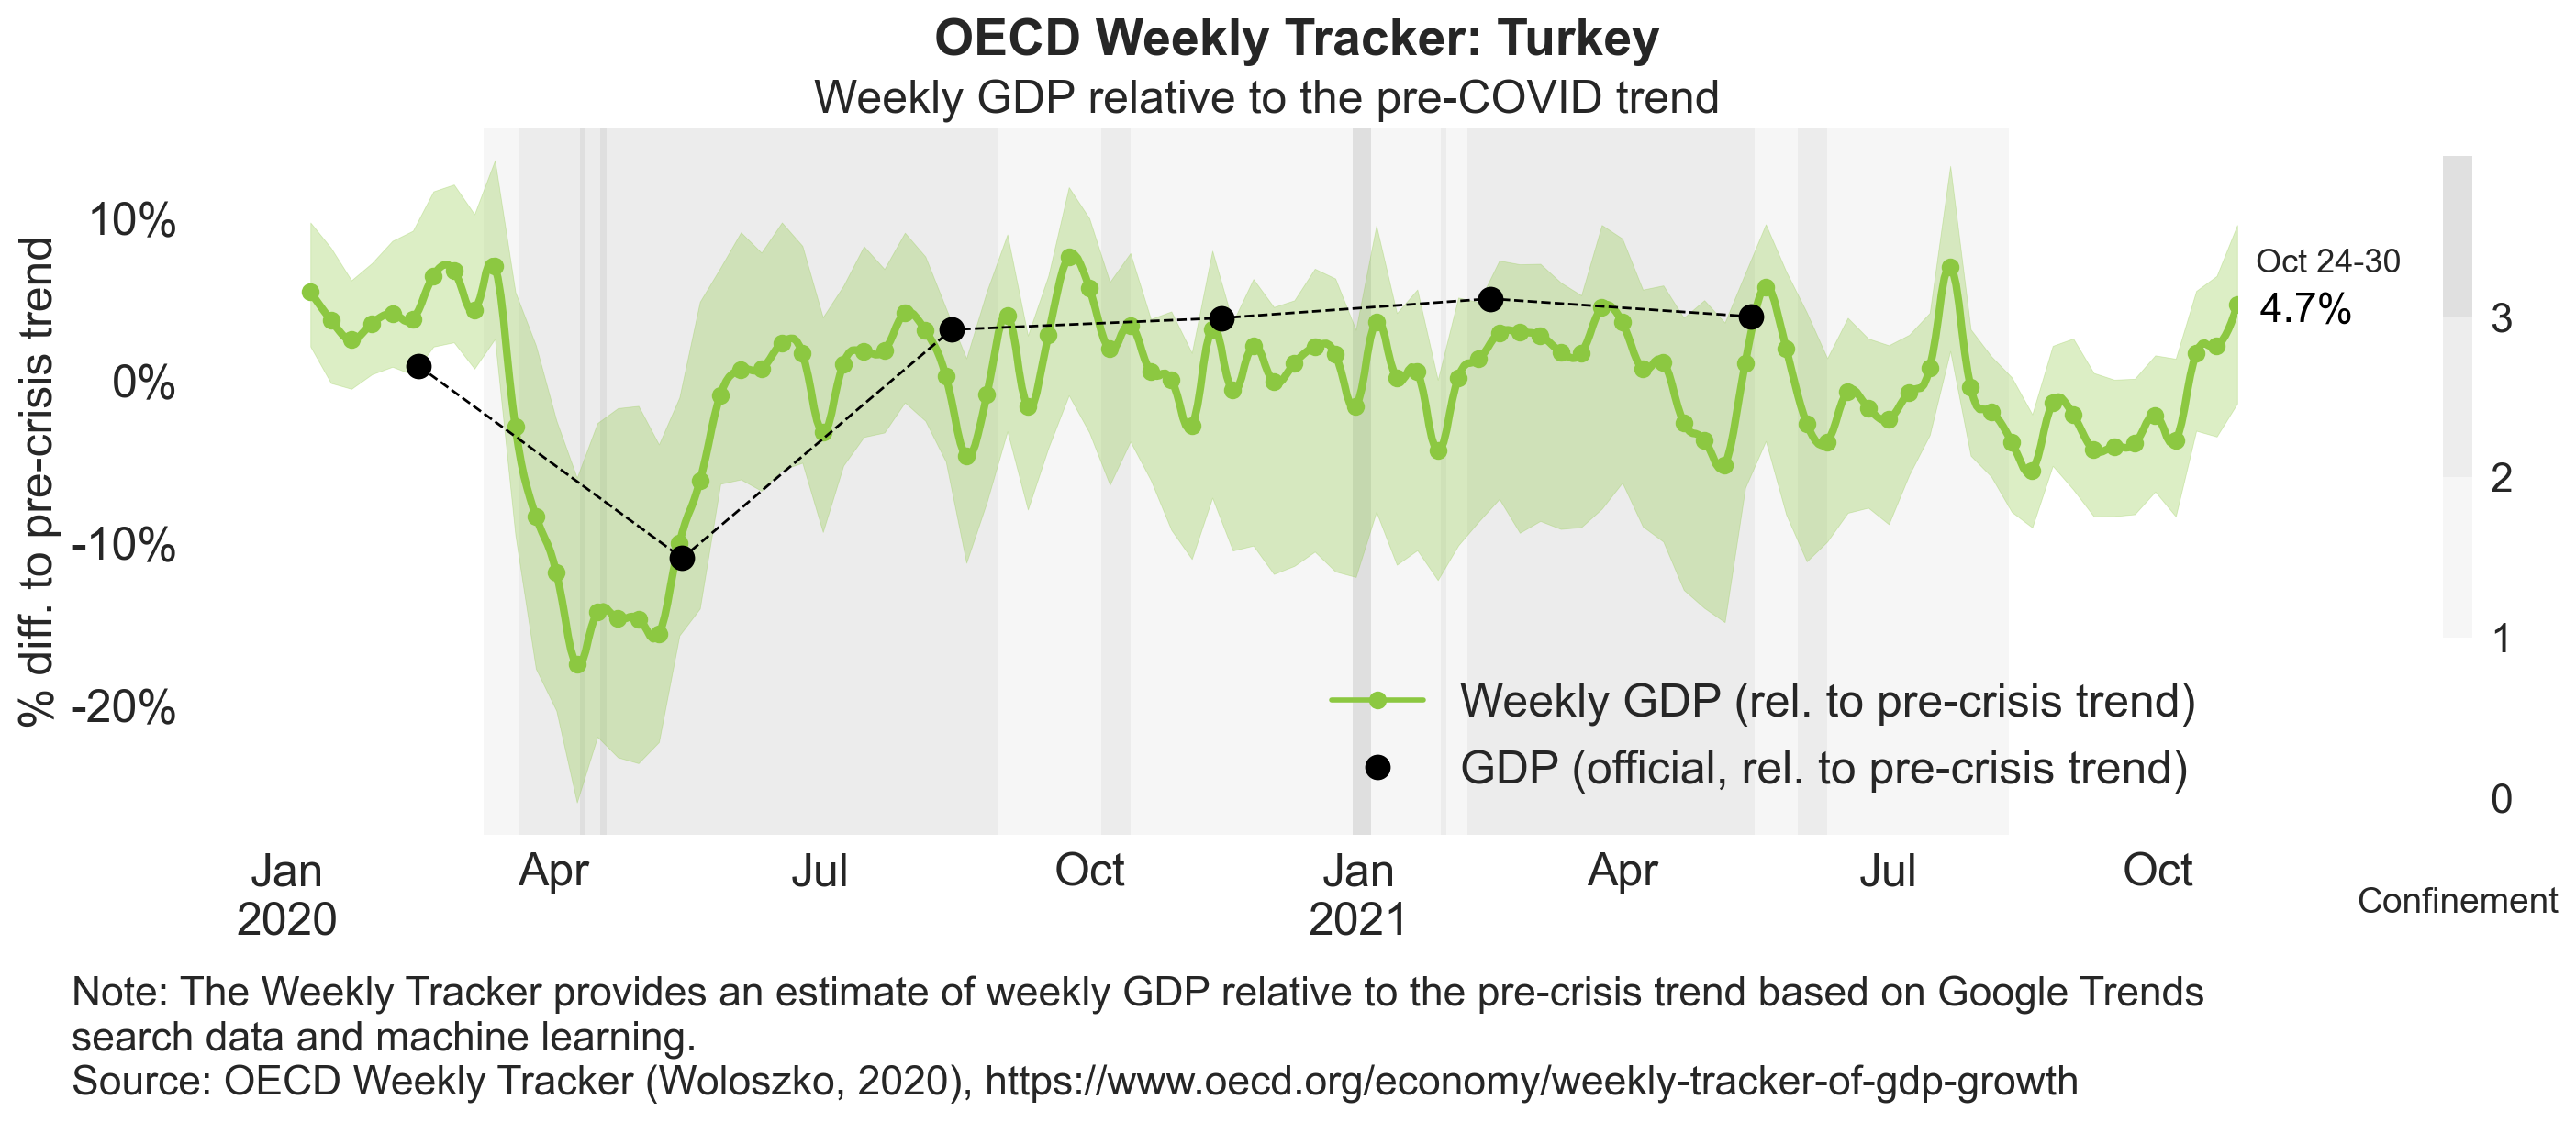 OECD Weekly Tracker: Turkey
Weekly GDP relative to the pre-COVID trend
% diff. to pre-crisis trend
10%
0%
-10%
-20%
Oct 24-30
4.7%
3
2
1
0
Confinement
Weekly GDP (rel. to pre-crisis trend)
GDP (official, rel. to pre-crisis trend)
Jan Apr Jul Oct Jan Apr Jul Oct
2020 2021
Note: The Weekly Tracker provides an estimate of weekly GDP relative to the pre-crisis trend based on Google Trends
search data and machine learning.
Source: OECD Weekly Tracker (Woloszko, 2020), https://www.oecd.org/economy/weekly-tracker-of-gdp-growth